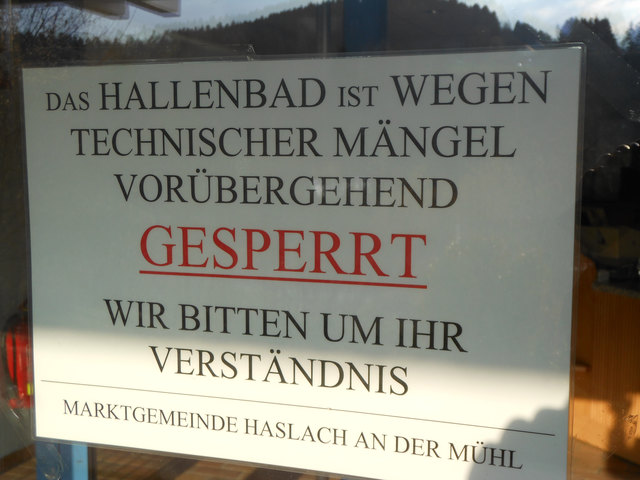 DAS HALLENBAD IST WEGEN
TECHNISCHER MÄNGEL
VORÜBERGEHEND
GESPERRT
WIR BITTEN UM IHR
VERSTÄNDNIS
MARKTGEMEINDE HASLACH AN DER MÜHL